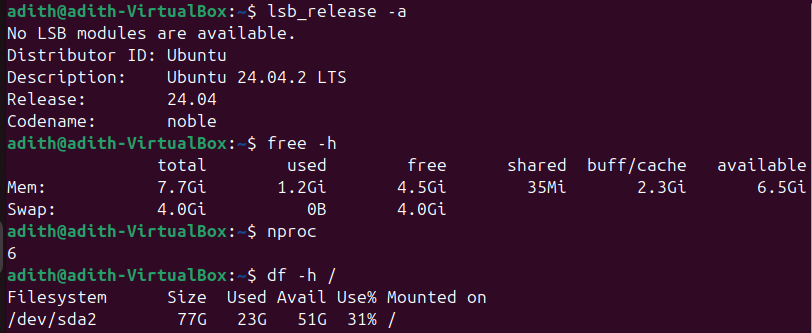 adith@adith-VirtualBox:~$ lsb_release -a
No LSB modules are available.
Distributor ID: Ubuntu
Description:    Ubuntu 24.04.2 LTS
Release:        24.04
Codename:       noble
adith@adith-VirtualBox:~$ free -h
               total        used        free      shared  buff/cache   available
Mem:           7.7Gi       1.2Gi       4.5Gi        35Mi       2.3Gi       6.5Gi
Swap:          4.0Gi          0B       4.0Gi
adith@adith-VirtualBox:~$ nproc
6
adith@adith-VirtualBox:~$ df -h /
Filesystem      Size  Used Avail Use% Mounted on
/dev/sda2        77G   23G   51G  31% /